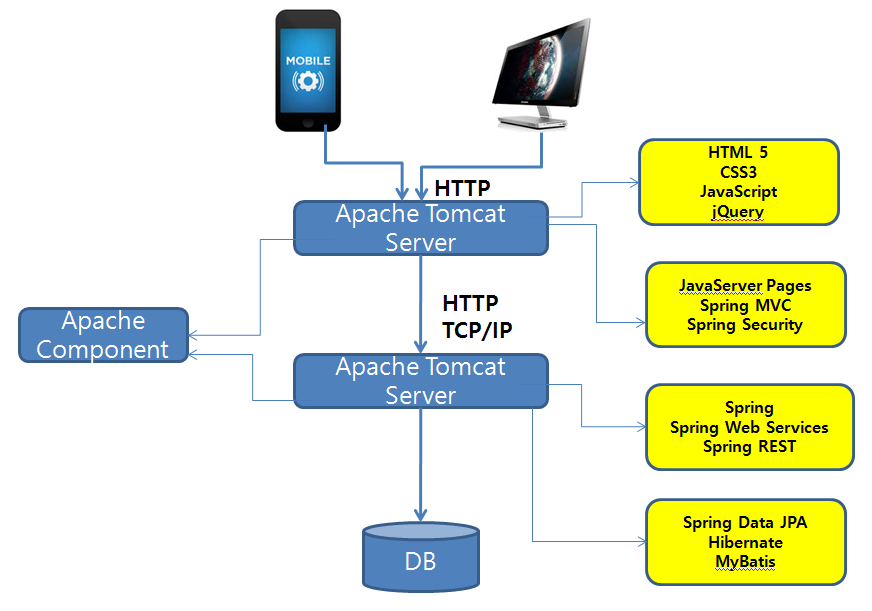 MOBILE
HTTP
Apache Tomcat
Server
HTML 5
CSS3
JavaScript
jQuery
JavaServer Pages
Spring MVC
Spring Security
HTTP
TCP/IP
Apache
Component
Apache Tomcat
Server
Spring
Spring Web Services
Spring REST
Spring Data JPA
Hibernate
MyBatis
DB